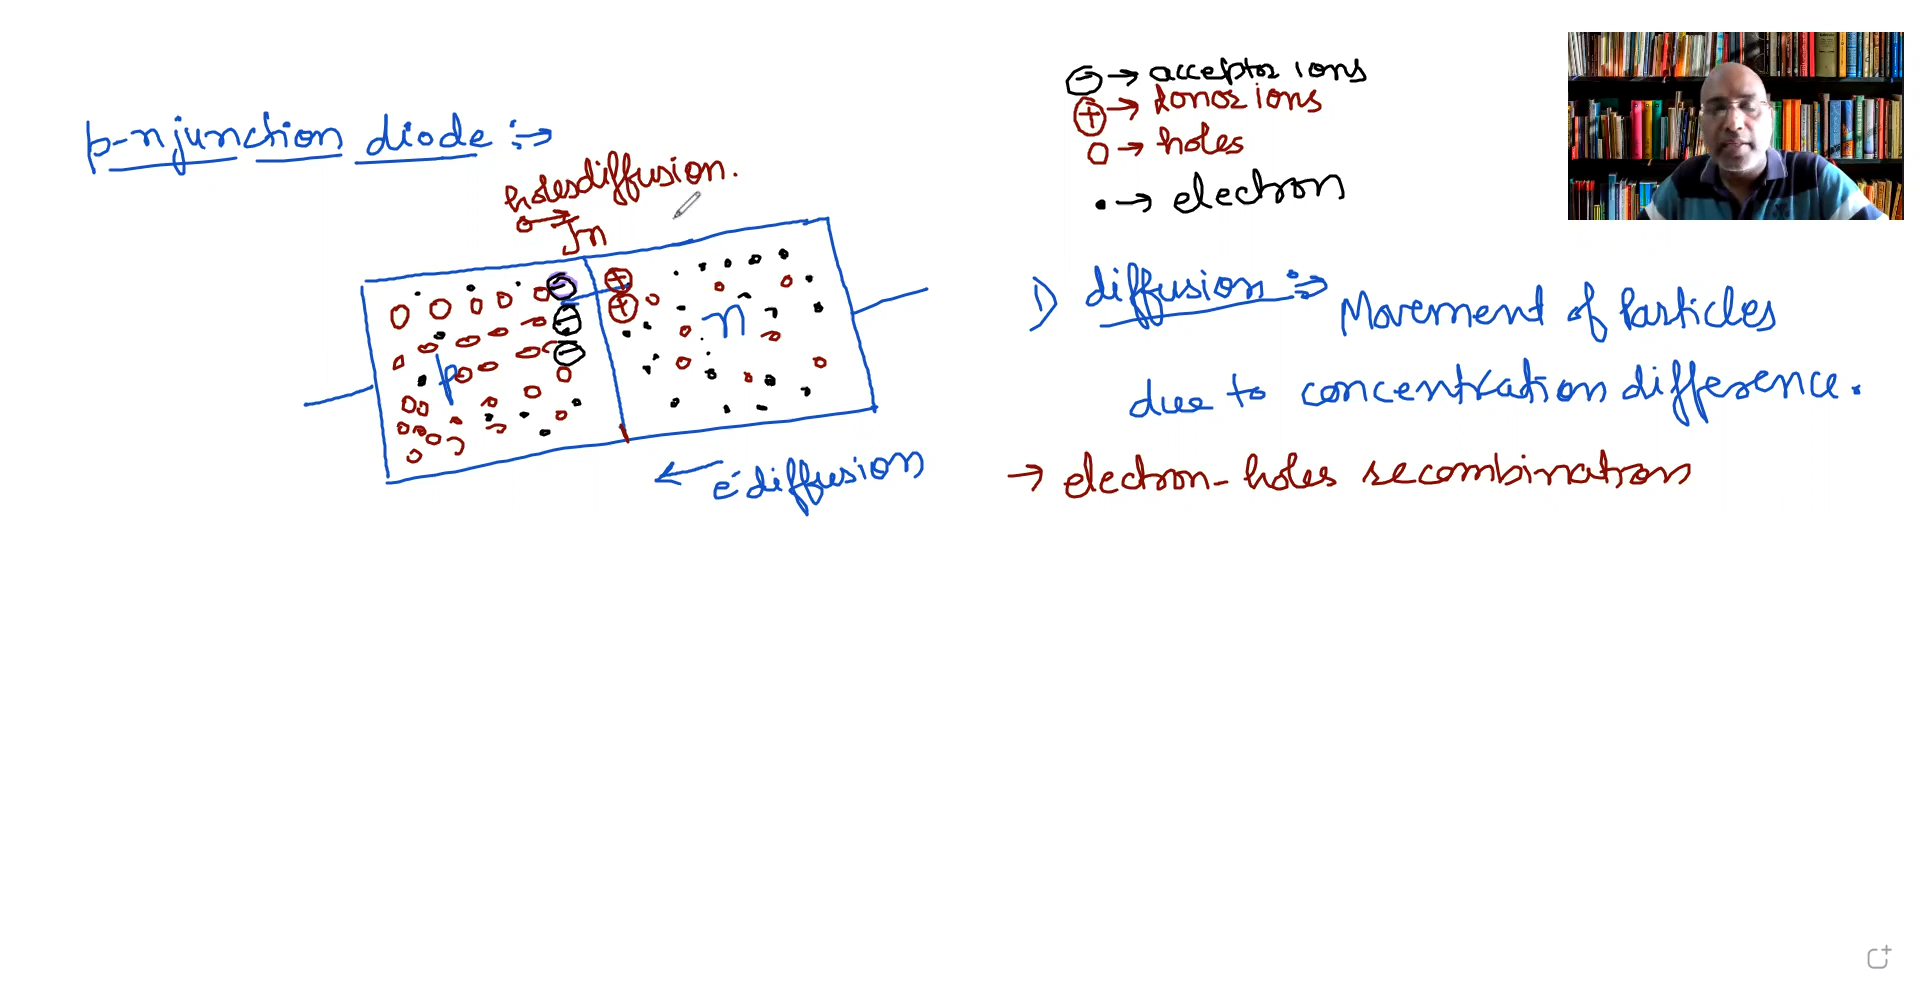 p-n junction diode :→
holes diffusion.
Jn
⊖ → acceptor ions
⊕ → donor ions
○ → holes
• → electron
+
+
p
n
← e⁻ diffusion
1) diffusion :⇒ Movement of Particles
due to concentration difference.
→ electron-holes recombination